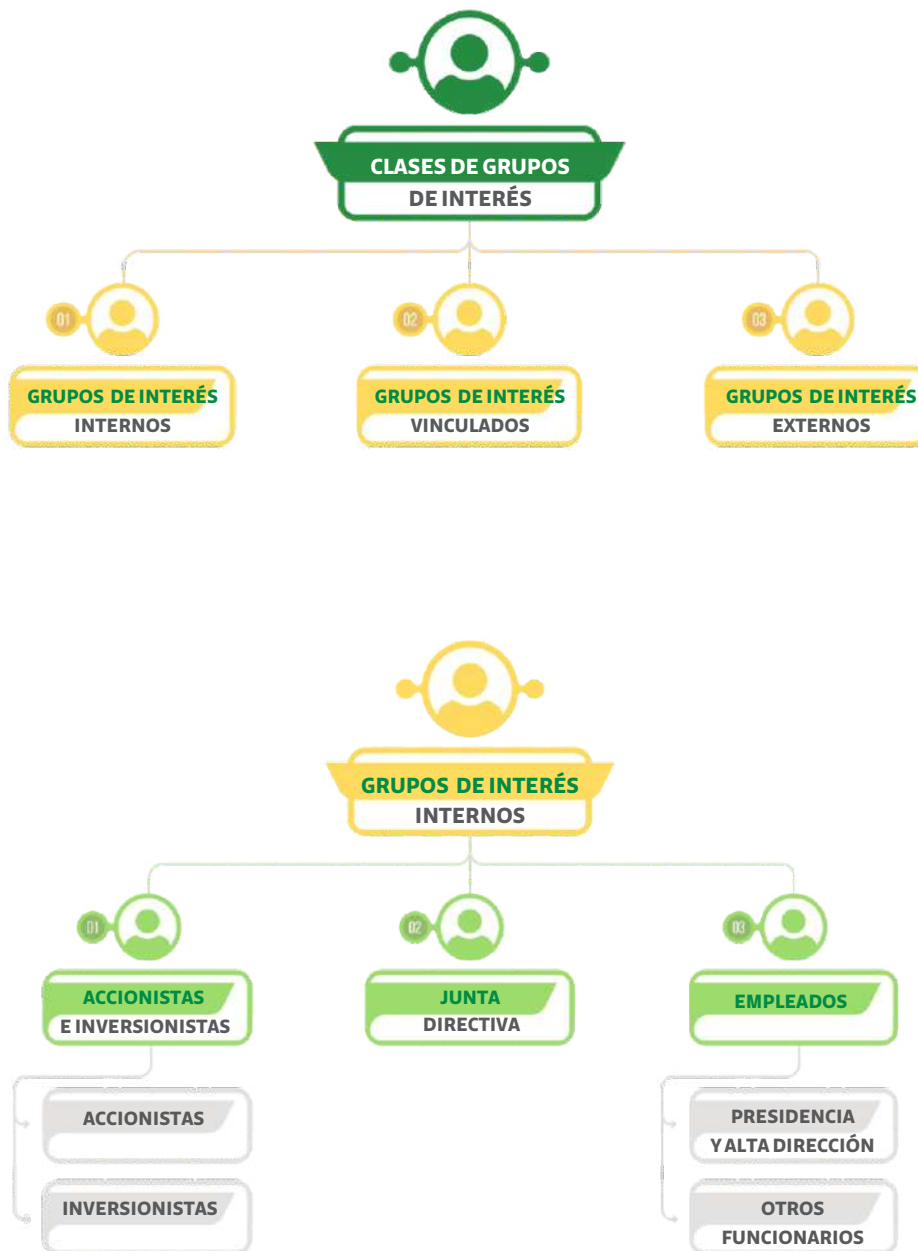 CLASES DE GRUPOS
DE INTERÉS
01
GRUPOS DE INTERÉS
INTERNOS
02
GRUPOS DE INTERÉS
VINCULADOS
03
GRUPOS DE INTERÉS
EXTERNOS
GRUPOS DE INTERÉS
INTERNOS
01
ACCIONISTAS
E INVERSIONISTAS
ACCIONISTAS
INVERSIONISTAS
02
JUNTA
DIRECTIVA
03
EMPLEADOS
PRESIDENCIA
Y ALTA DIRECCIÓN
OTROS
FUNCIONARIOS